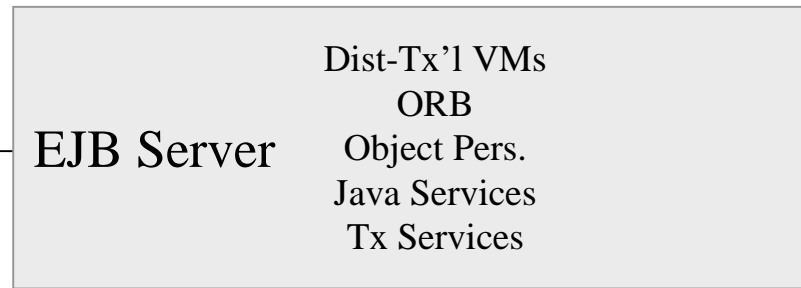 EJB Server
Dist-Tx’l VMs
ORB
Object Pers.
Java Services
Tx Services